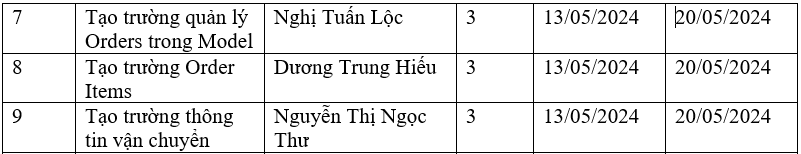 7 Tạo trường quản lý Nghị Tuấn Lộc 3 13/05/2024 20/05/2024
Orders trong Model
8 Tạo trường Order Dương Trung Hiếu 3 13/05/2024 20/05/2024
Items
9 Tạo trường thông Nguyễn Thị Ngọc 3 13/05/2024 20/05/2024
tin vận chuyển Thư